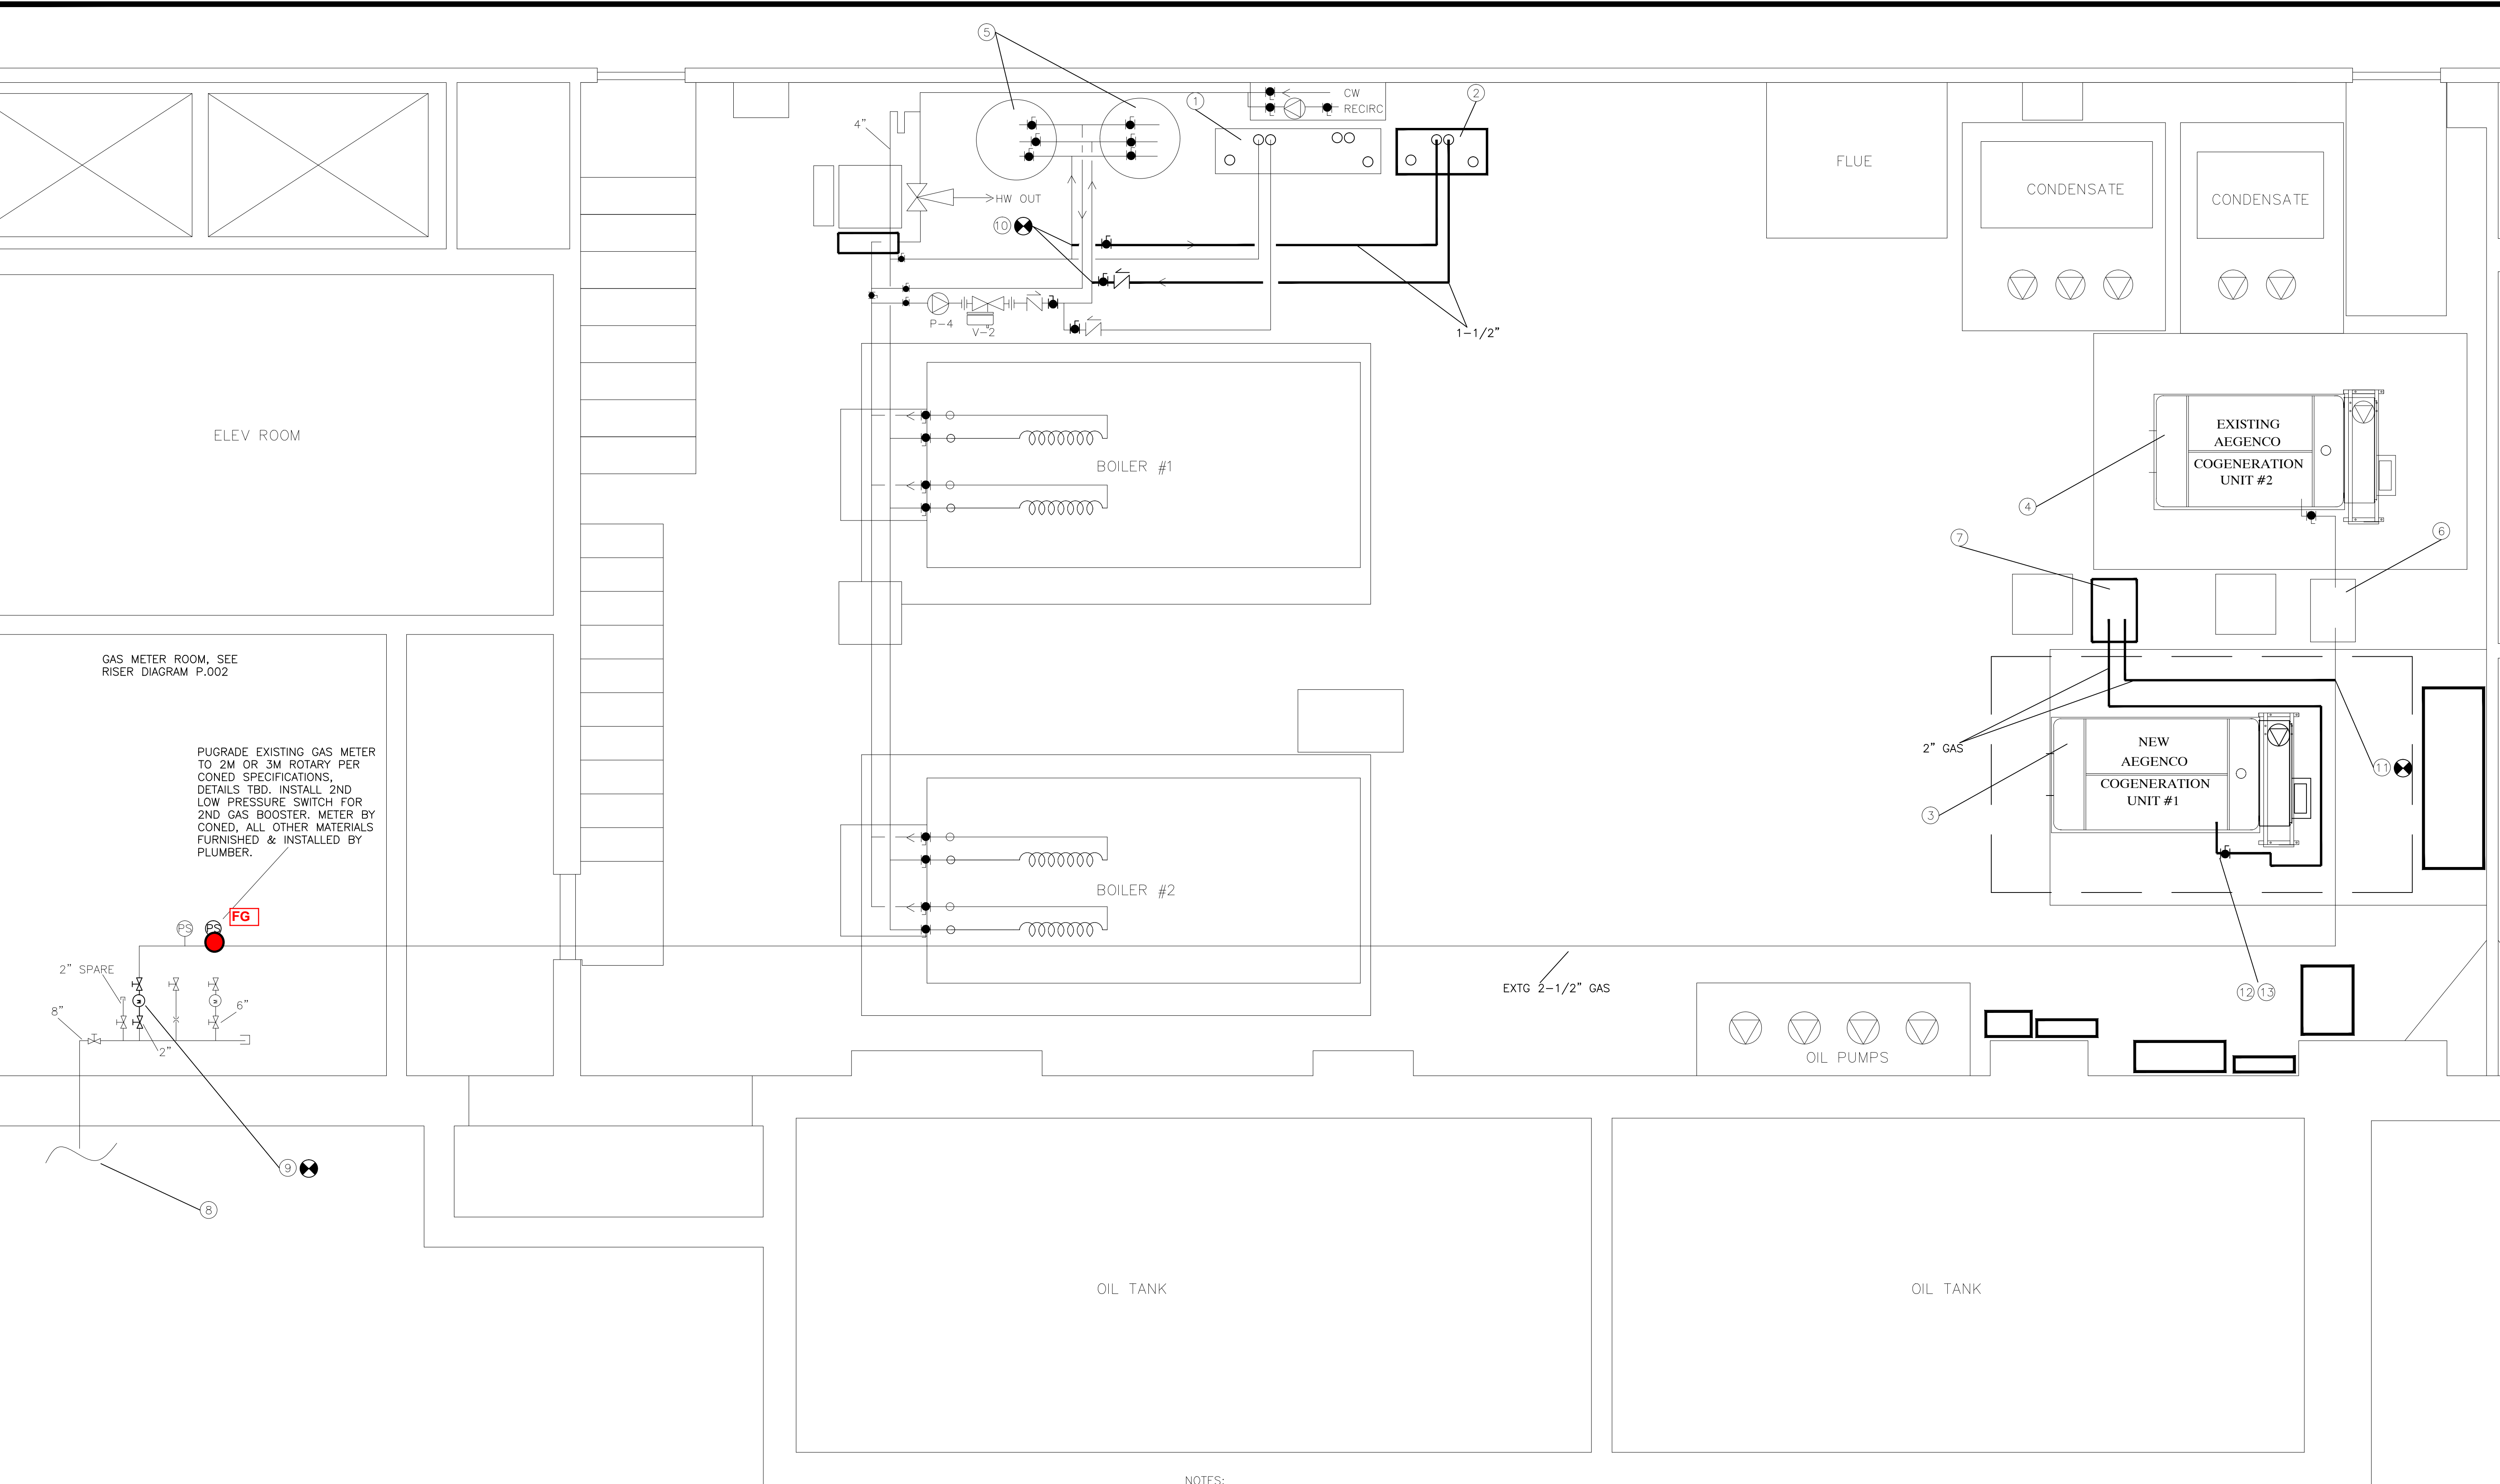 5
1
CW
RECIRC
2
4"
HW OUT
10
FLUE
CONDENSATE
CONDENSATE
P-4
V-2
1-1/2"
ELEV ROOM
BOILER #1
EXISTING
AEGENCO
COGENERATION
UNIT #2
4
7
6
GAS METER ROOM, SEE
RISER DIAGRAM P.002
PUGRADE EXISTING GAS METER
TO 2M OR 3M ROTARY PER
CONED SPECIFICATIONS,
DETAILS TBD. INSTALL 2ND
LOW PRESSURE SWITCH FOR
2ND GAS BOOSTER. METER BY
CONED, ALL OTHER MATERIALS
FURNISHED & INSTALLED BY
PLUMBER.
2" GAS
NEW
AEGENCO
COGENERATION
UNIT #1
11
3
BOILER #2
FG
PS
PS
2" SPARE
8"
M
M
6"
2"
EXTG 2-1/2" GAS
12
13
OIL PUMPS
9
8
OIL TANK
OIL TANK
NOTES: